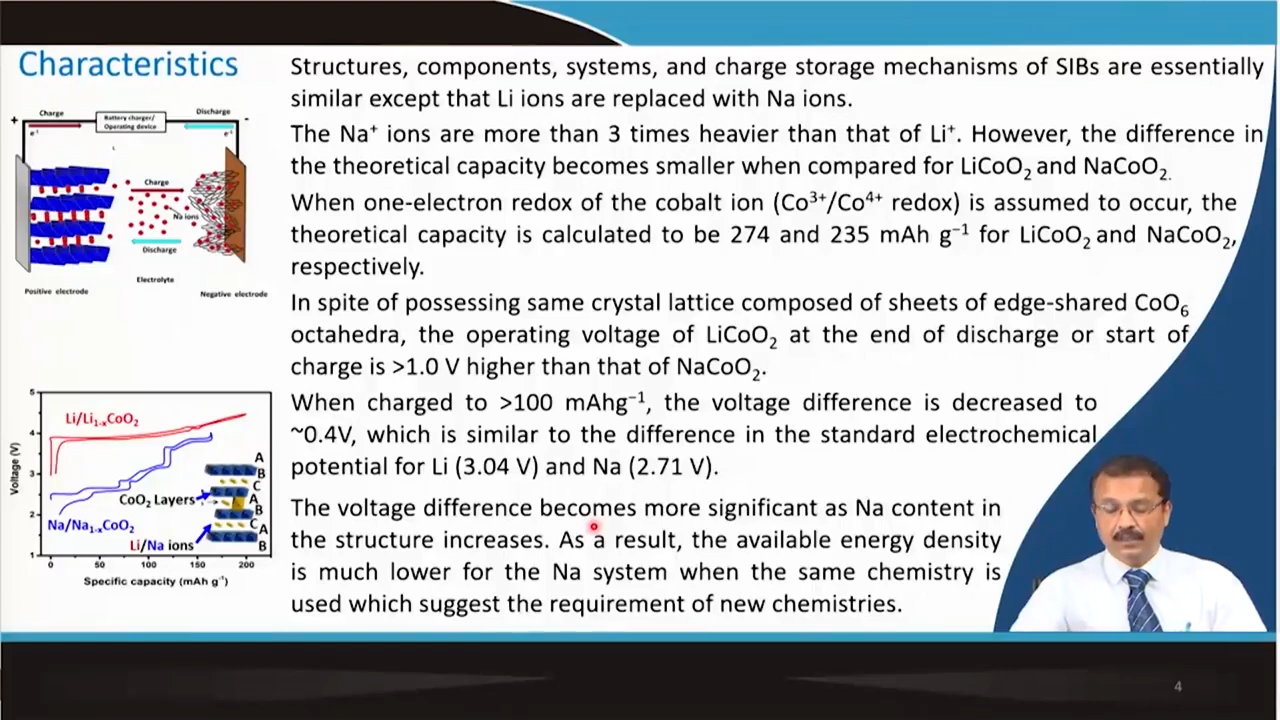 Characteristics
Structures, components, systems, and charge storage mechanisms of SIBs are essentially
similar except that Li ions are replaced with Na ions.
The Na⁺ ions are more than 3 times heavier than that of Li⁺. However, the difference in
the theoretical capacity becomes smaller when compared for LiCoO₂ and NaCoO₂.
When one-electron redox of the cobalt ion (Co³⁺/Co⁴⁺ redox) is assumed to occur, the
theoretical capacity is calculated to be 274 and 235 mAh g⁻¹ for LiCoO₂ and NaCoO₂,
respectively.
In spite of possessing same crystal lattice composed of sheets of edge-shared CoO₆
octahedra, the operating voltage of LiCoO₂ at the end of discharge or start of
charge is >1.0 V higher than that of NaCoO₂.
When charged to >100 mAhg⁻¹, the voltage difference is decreased to
~0.4V, which is similar to the difference in the standard electrochemical
potential for Li (3.04 V) and Na (2.71 V).
The voltage difference becomes more significant as Na content in
the structure increases. As a result, the available energy density
is much lower for the Na system when the same chemistry is
used which suggest the requirement of new chemistries.
Charge
Battery charger/
Operating device
Discharge
+
-
e⁻¹
e⁻¹
Charge
Na ions
Discharge
Electrolyte
Positive electrode
Negative electrode
Voltage (V)
5
4
3
2
1
Li/Li₁₋ₓCoO₂
CoO₂ Layers
Na/Na₁₋ₓCoO₂
Li/Na ions
A
B
C
A
B
C
A
B
0
50
100
150
200
Specific capacity (mAh g⁻¹)
4